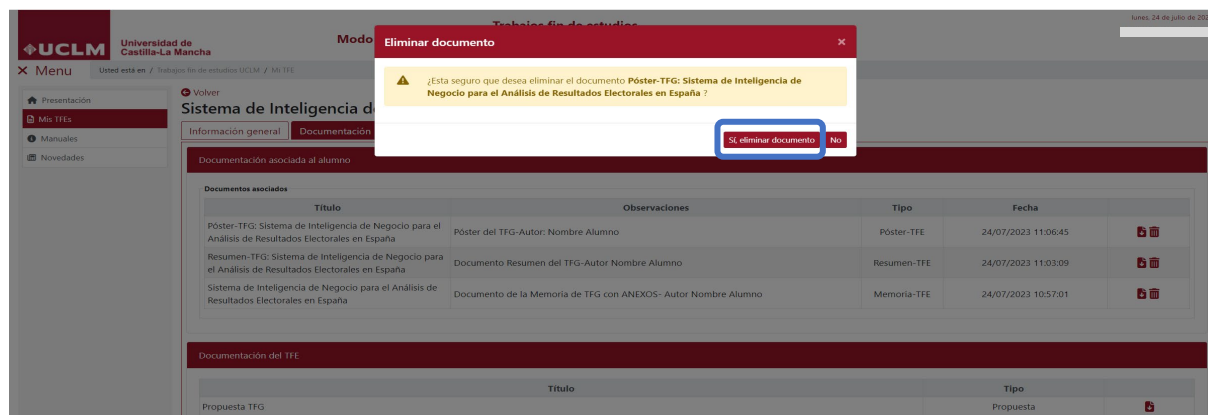 Trabajos fin de estudios
lunes, 24 de julio de 202
UCLM
Universidad de
Castilla-La Mancha
Modo
Eliminar documento
×
¿Esta seguro que desea eliminar el documento Póster-TFG: Sistema de Inteligencia de
Negocio para el Análisis de Resultados Electorales en España ?
Sí, eliminar documento
No
Menu
Usted está en / Trabajos fin de estudios UCLM / Mi TFE
Presentación
Mis TFEs
Manuales
Novedades
Volver
Sistema de Inteligencia d
Información general
Documentación
Documentación asociada al alumno
Documentos asociados
Título Observaciones Tipo Fecha
Póster-TFG: Sistema de Inteligencia de Negocio para el
Análisis de Resultados Electorales en España
Póster del TFG-Autor: Nombre Alumno
Póster-TFE
24/07/2023 11:06:45
Resumen-TFG: Sistema de Inteligencia de Negocio para
el Análisis de Resultados Electorales en España
Documento Resumen del TFG-Autor Nombre Alumno
Resumen-TFE
24/07/2023 11:03:09
Sistema de Inteligencia de Negocio para el Análisis de
Resultados Electorales en España
Documento de la Memoria de TFG con ANEXOS- Autor Nombre Alumno
Memoria-TFE
24/07/2023 10:57:01
Documentación del TFE
Título Tipo
Propuesta TFG Propuesta